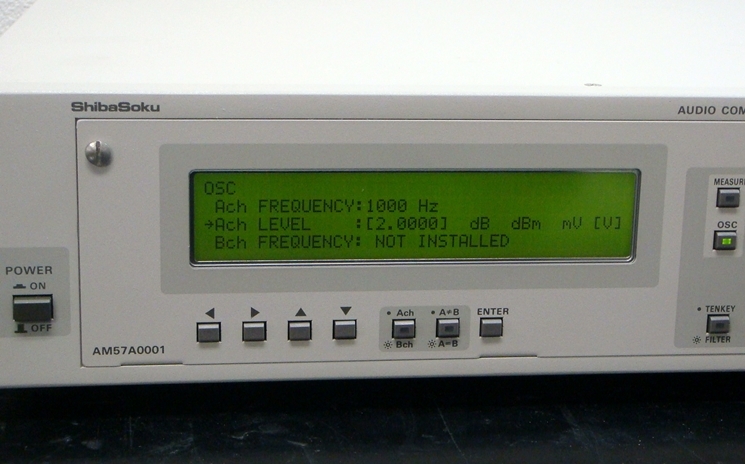 ShibaSoku
AUDIO COM
OSC
Ach FREQUENCY:1000 Hz
→Ach LEVEL :[2.0000] dB dBm mV [V]
Bch FREQUENCY: NOT INSTALLED
MEASURE
OSC
POWER
ON
OFF
Ach
Bch
A≠B
A=B
ENTER
TENKEY
FILTER
AM57A0001